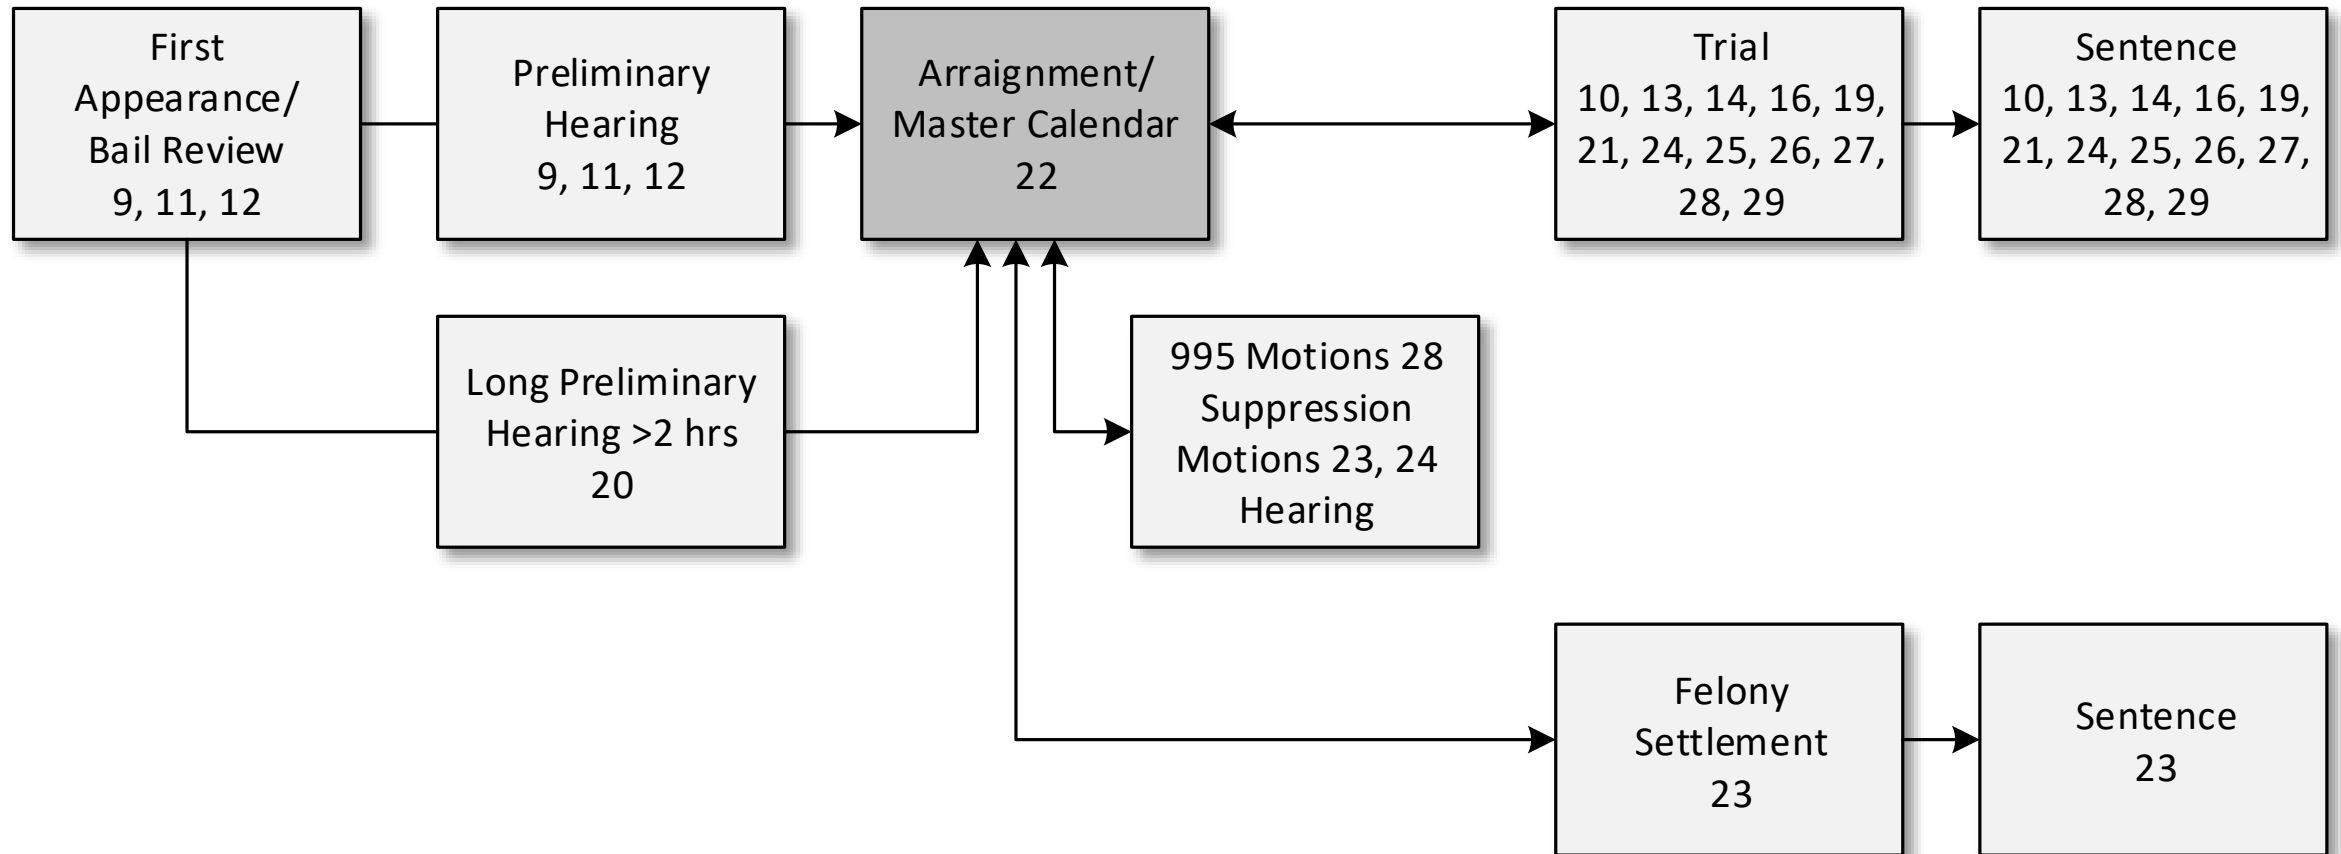 First
Appearance/
Bail Review
9, 11, 12
Preliminary
Hearing
9, 11, 12
Arraignment/
Master Calendar
22
Trial
10, 13, 14, 16, 19,
21, 24, 25, 26, 27,
28, 29
Sentence
10, 13, 14, 16, 19,
21, 24, 25, 26, 27,
28, 29
Long Preliminary
Hearing >2 hrs
20
995 Motions 28
Suppression
Motions 23, 24
Hearing
Felony
Settlement
23
Sentence
23